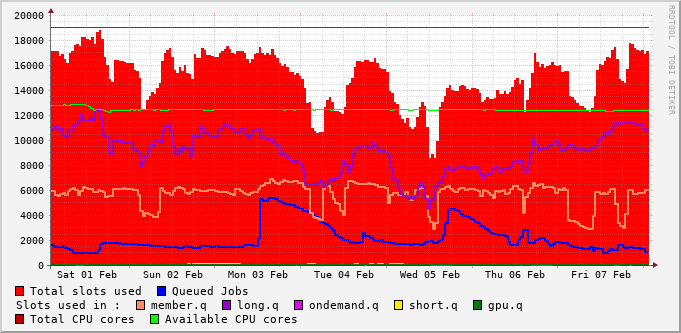 20000
18000
16000
14000
12000
10000
8000
6000
4000
2000
0
Sat 01 Feb Sun 02 Feb Mon 03 Feb Tue 04 Feb Wed 05 Feb Thu 06 Feb Fri 07 Feb
Total slots used Queued Jobs
Slots used in : member.q long.q ondemand.q short.q gpu.q
Total CPU cores Available CPU cores
RRDTOOL / TOBI OETIKER